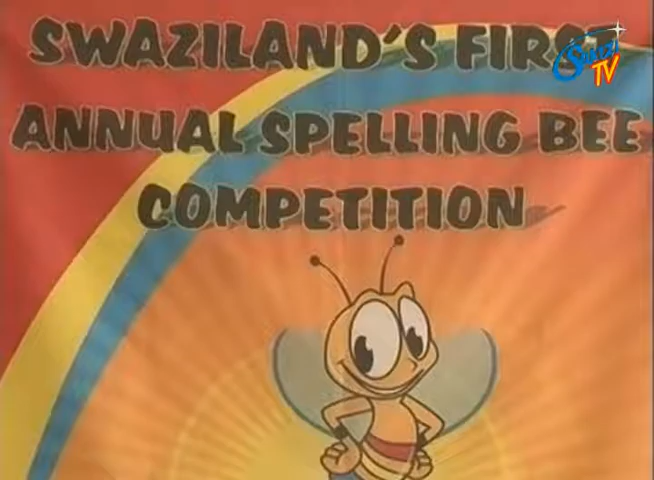 SWAZILAND'S FIRST
ANNUAL SPELLING BEE
COMPETITION
Swazi TV